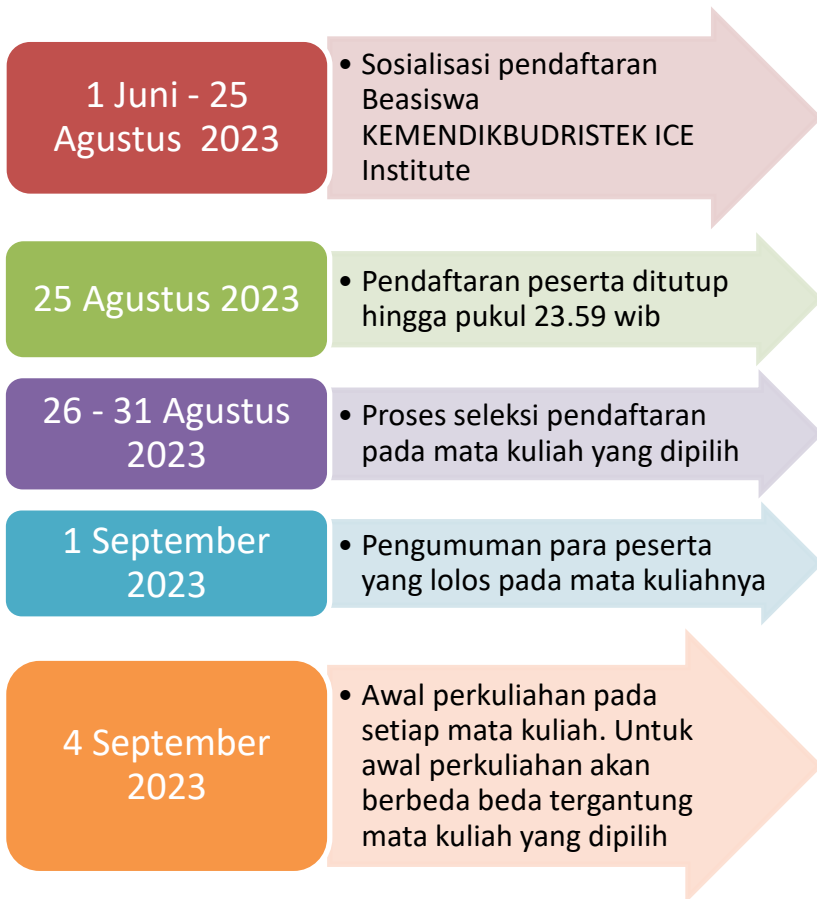 1 Juni - 25
Agustus 2023
• Sosialisasi pendaftaran
Beasiswa
KEMENDIKBUDRISTEK ICE
Institute
25 Agustus 2023
• Pendaftaran peserta ditutup
hingga pukul 23.59 wib
26 - 31 Agustus
2023
• Proses seleksi pendaftaran
pada mata kuliah yang dipilih
1 September
2023
• Pengumuman para peserta
yang lolos pada mata kuliahnya
4 September
2023
• Awal perkuliahan pada
setiap mata kuliah. Untuk
awal perkuliahan akan
berbeda beda tergantung
mata kuliah yang dipilih